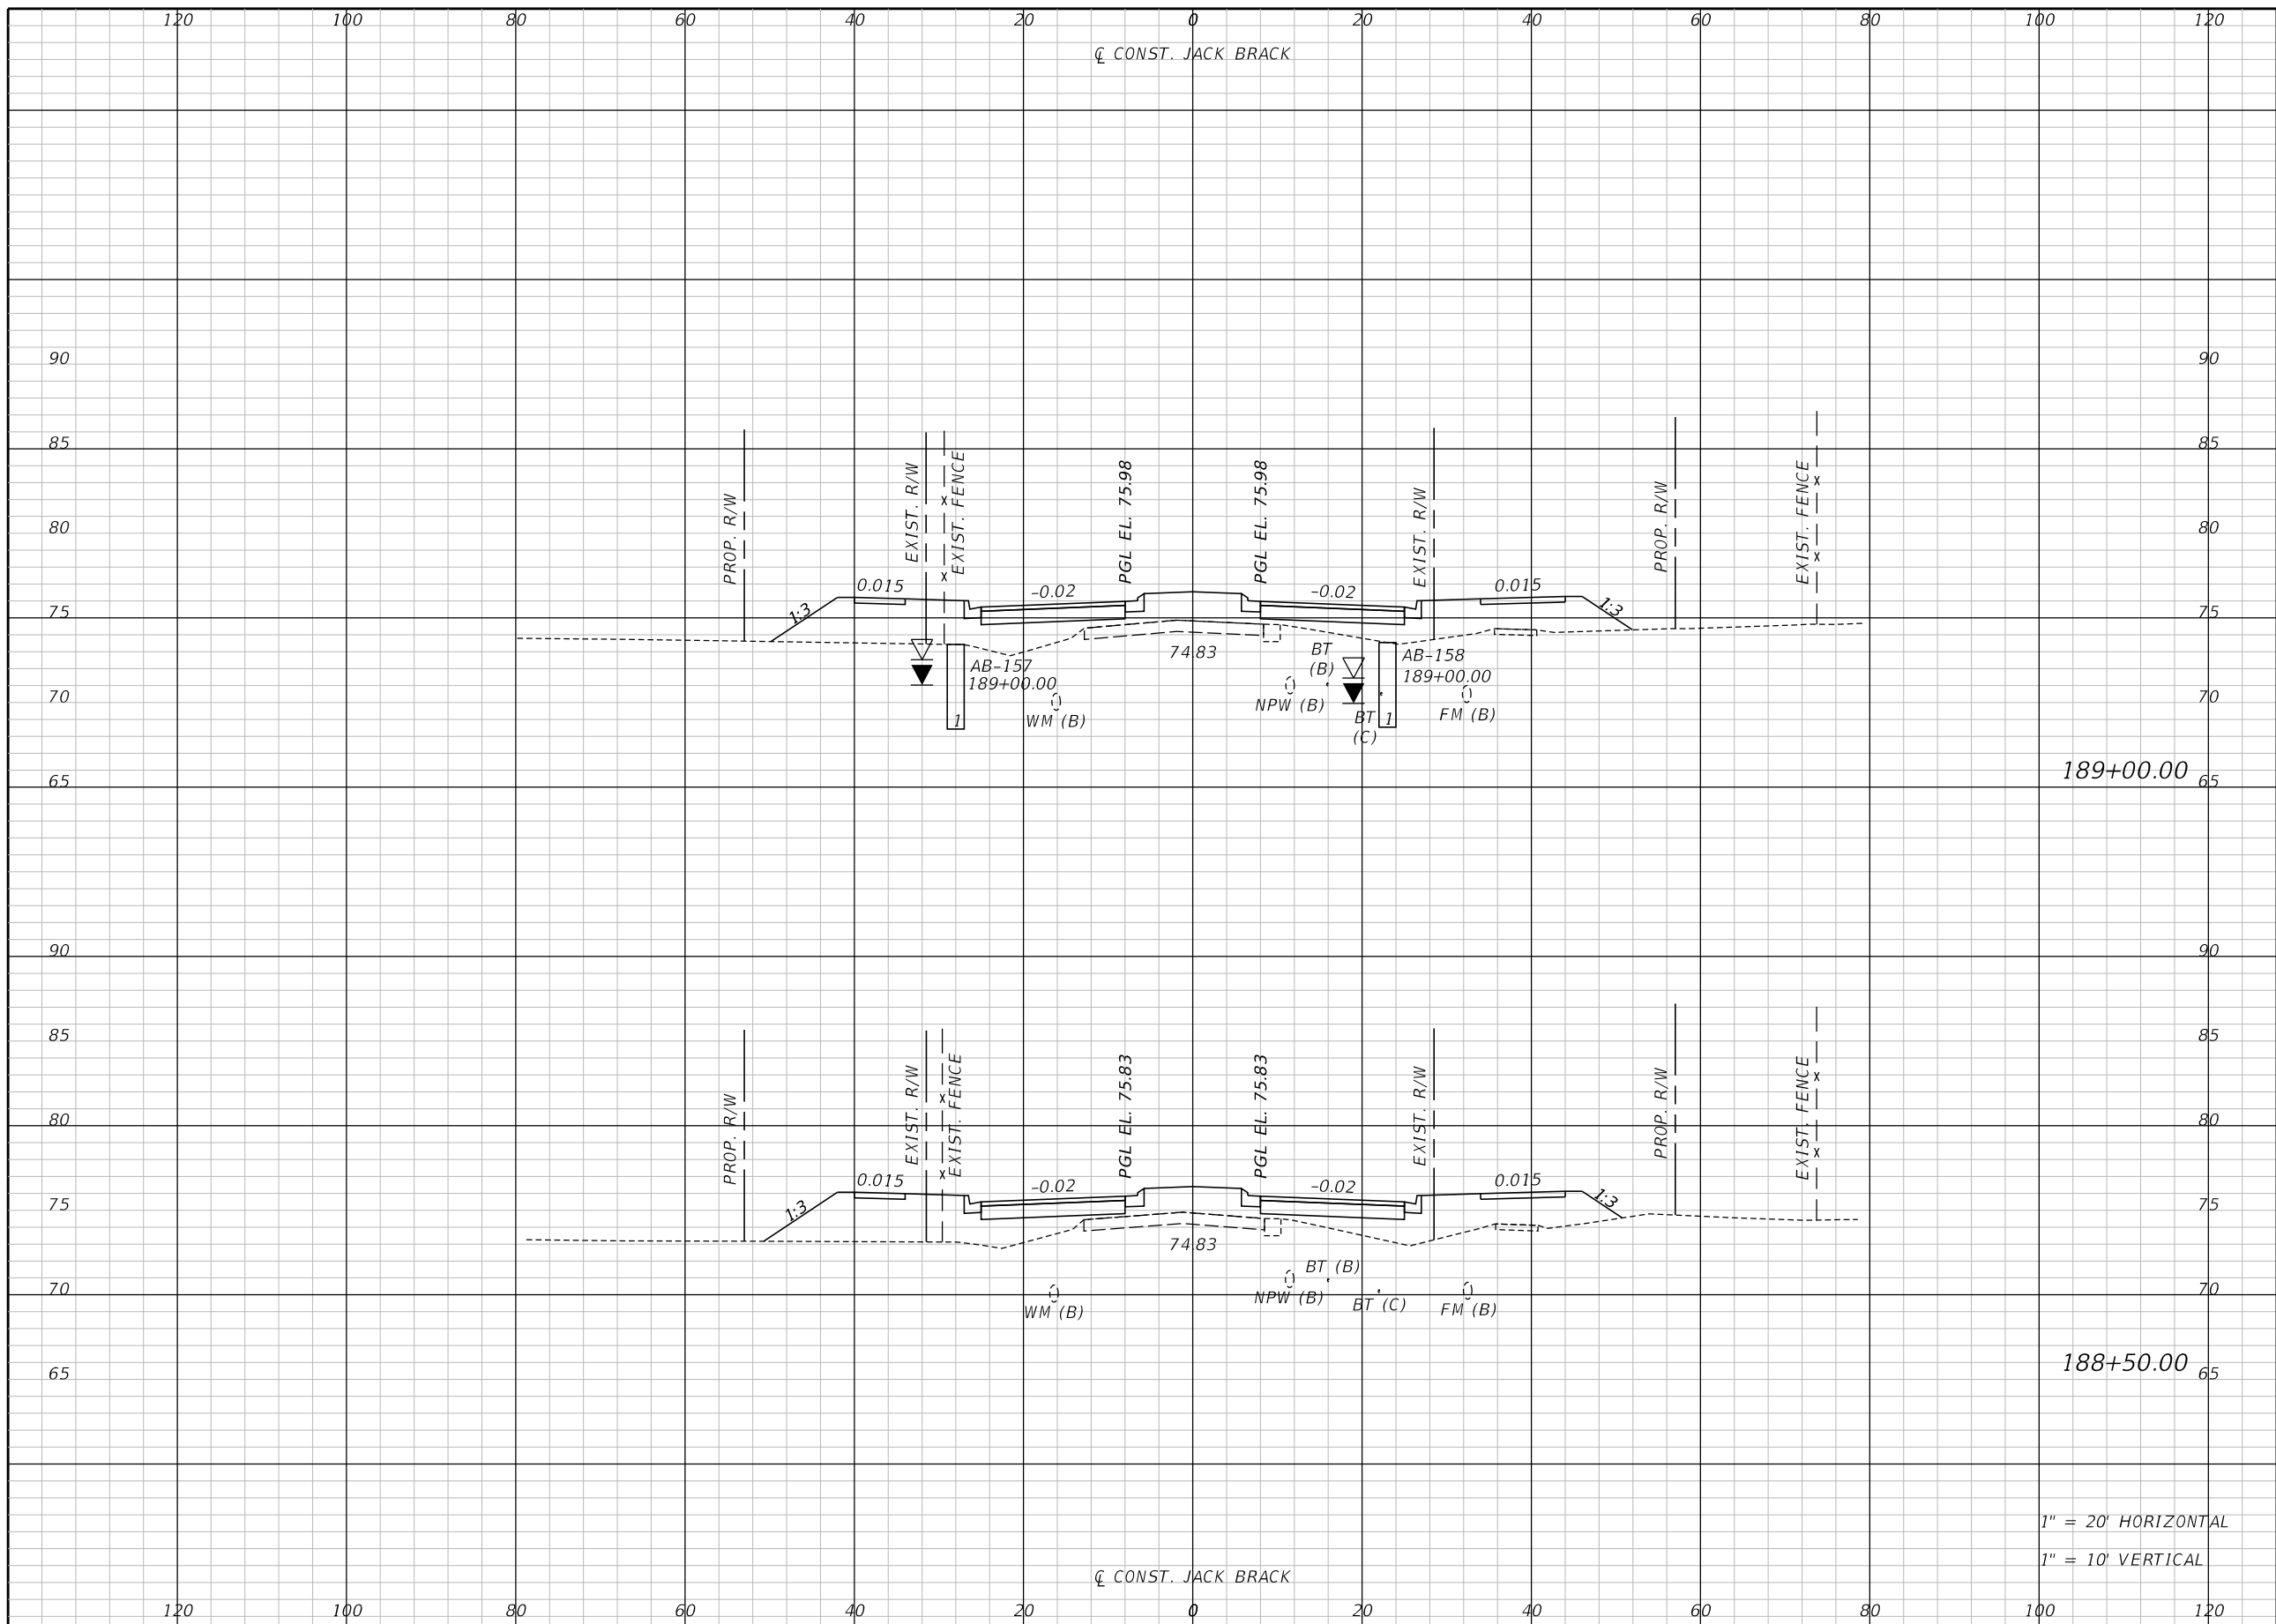 120 100 80 60 40 20 0 20 40 60 80 100 120
℄ CONST. JACK BRACK
90 90
85 85
PROP. R/W
EXIST. R/W
EXIST. FENCE
PGL EL. 75.98
PGL EL. 75.98
EXIST. R/W
PROP. R/W
EXIST. FENCE
80 80
75 75
1:3 0.015 -0.02 -0.02 0.015 1:3
74.83
70 70
AB-157
189+00.00
1
WM (B)
NPW (B)
BT
(B)
BT
(C)
1
AB-158
189+00.00
FM (B)
189+00.00
65 65
90 90
85 85
PROP. R/W
EXIST. R/W
EXIST. FENCE
PGL EL. 75.83
PGL EL. 75.83
EXIST. R/W
PROP. R/W
EXIST. FENCE
80 80
75 75
1:3 0.015 -0.02 -0.02 0.015 1:3
74.83
70 70
WM (B)
NPW (B)
BT (B)
BT (C)
FM (B)
188+50.00
65 65
1" = 20' HORIZONTAL
1" = 10' VERTICAL
℄ CONST. JACK BRACK
120 100 80 60 40 20 0 20 40 60 80 100 120